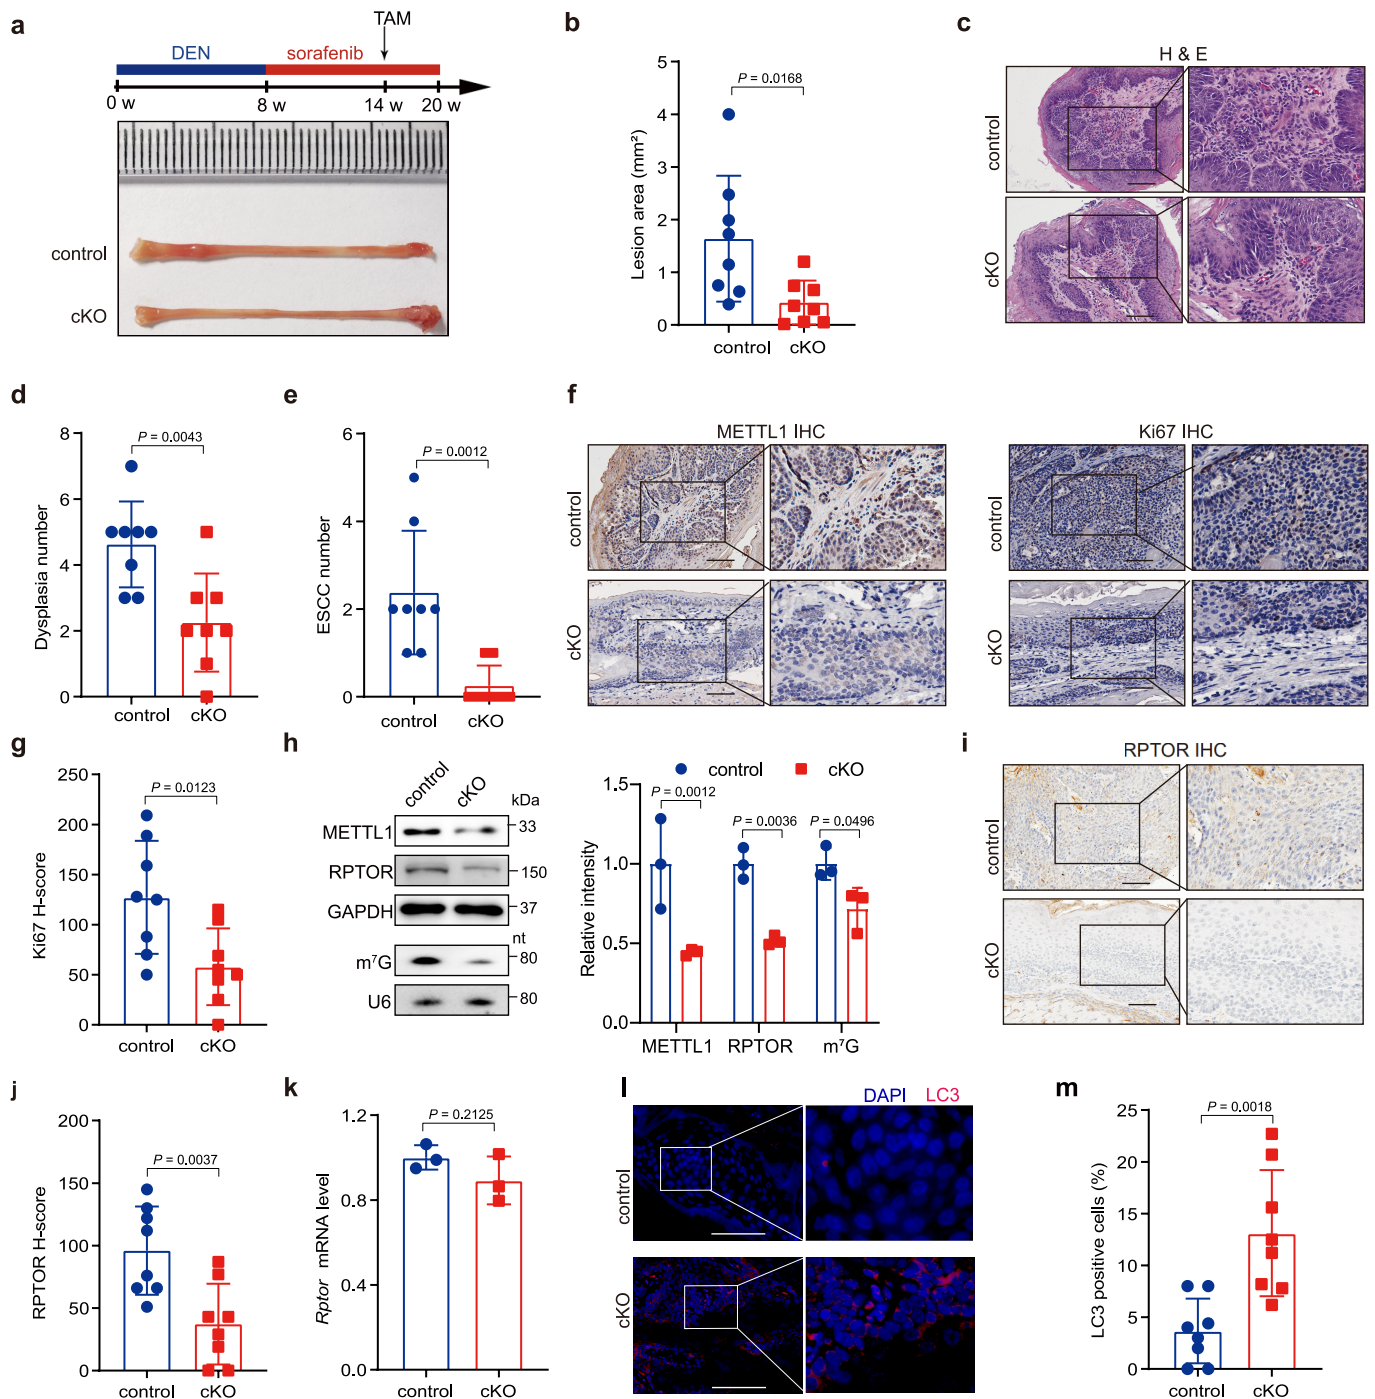 a
TAM
DEN
sorafenib
0 w
8 w
14 w
20 w
control
cKO
b
P = 0.0168
Lesion area (mm²)
5
4
3
2
1
0
control
cKO
c
H & E
control
cKO
d
P = 0.0043
Dysplasia number
8
6
4
2
0
control
cKO
e
P = 0.0012
ESCC number
6
4
2
0
control
cKO
f
METTL1 IHC
control
cKO
Ki67 IHC
control
cKO
g
P = 0.0123
Ki67 H-score
250
200
150
100
50
0
control
cKO
h
control
cKO
kDa
METTL1
33
RPTOR
150
GAPDH
37
nt
m⁷G
80
U6
80
control
cKO
P = 0.0012
P = 0.0036
P = 0.0496
Relative intensity
1.5
1.0
0.5
0.0
METTL1
RPTOR
m⁷G
i
RPTOR IHC
control
cKO
j
P = 0.0037
RPTOR H-score
200
150
100
50
0
control
cKO
k
P = 0.2125
Rptor mRNA level
1.2
0.8
0.4
0.0
control
cKO
l
DAPI
LC3
control
cKO
m
P = 0.0018
LC3 positive cells (%)
25
20
15
10
5
0
control
cKO